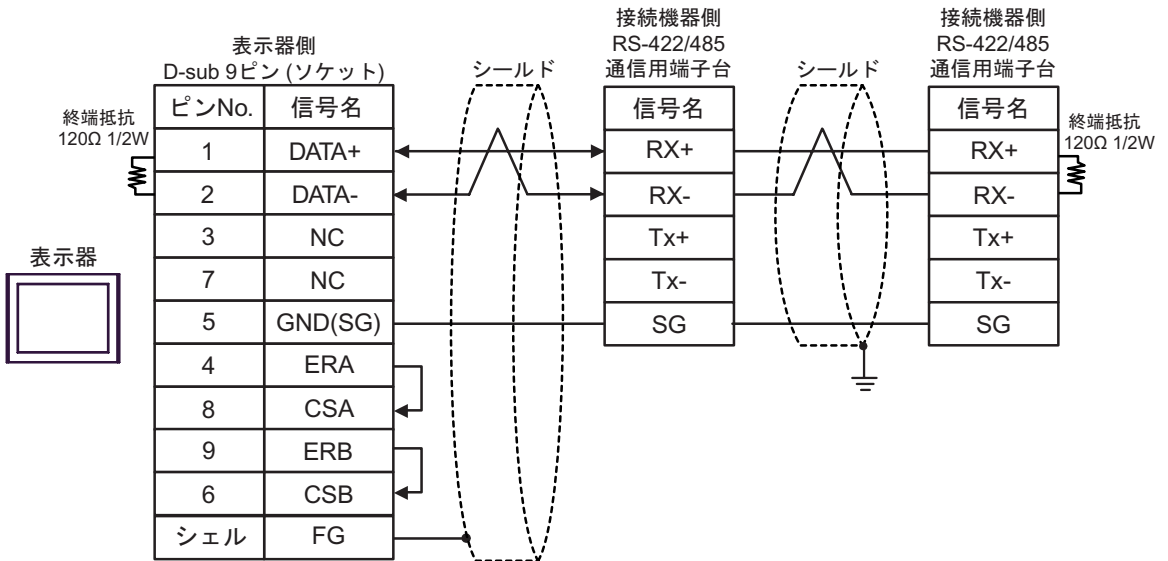 表示器側
D-sub 9ピン (ソケット)
シールド
接続機器側
RS-422/485
通信用端子台
シールド
接続機器側
RS-422/485
通信用端子台
終端抵抗
120Ω 1/2W
ピンNo. 信号名
1 DATA+
2 DATA-
3 NC
7 NC
5 GND(SG)
4 ERA
8 CSA
9 ERB
6 CSB
シェル FG
表示器
信号名
RX+
RX-
Tx+
Tx-
SG
信号名
RX+
RX-
Tx+
Tx-
SG
終端抵抗
120Ω 1/2W